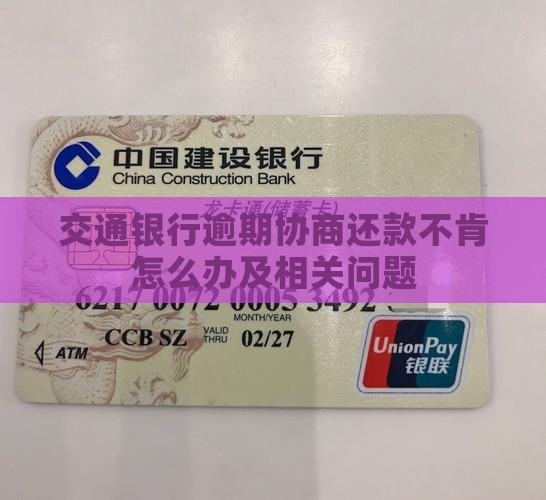 中国建设银行
China Construction Bank
龙卡通(储蓄卡)
交通银行逾期协商还款不肯
怎么办及相关问题
6217 0072 0005 3492
MONTH/YEAR
CCB SZ VALID THRU 02/27
ATM
UnionPay
银联